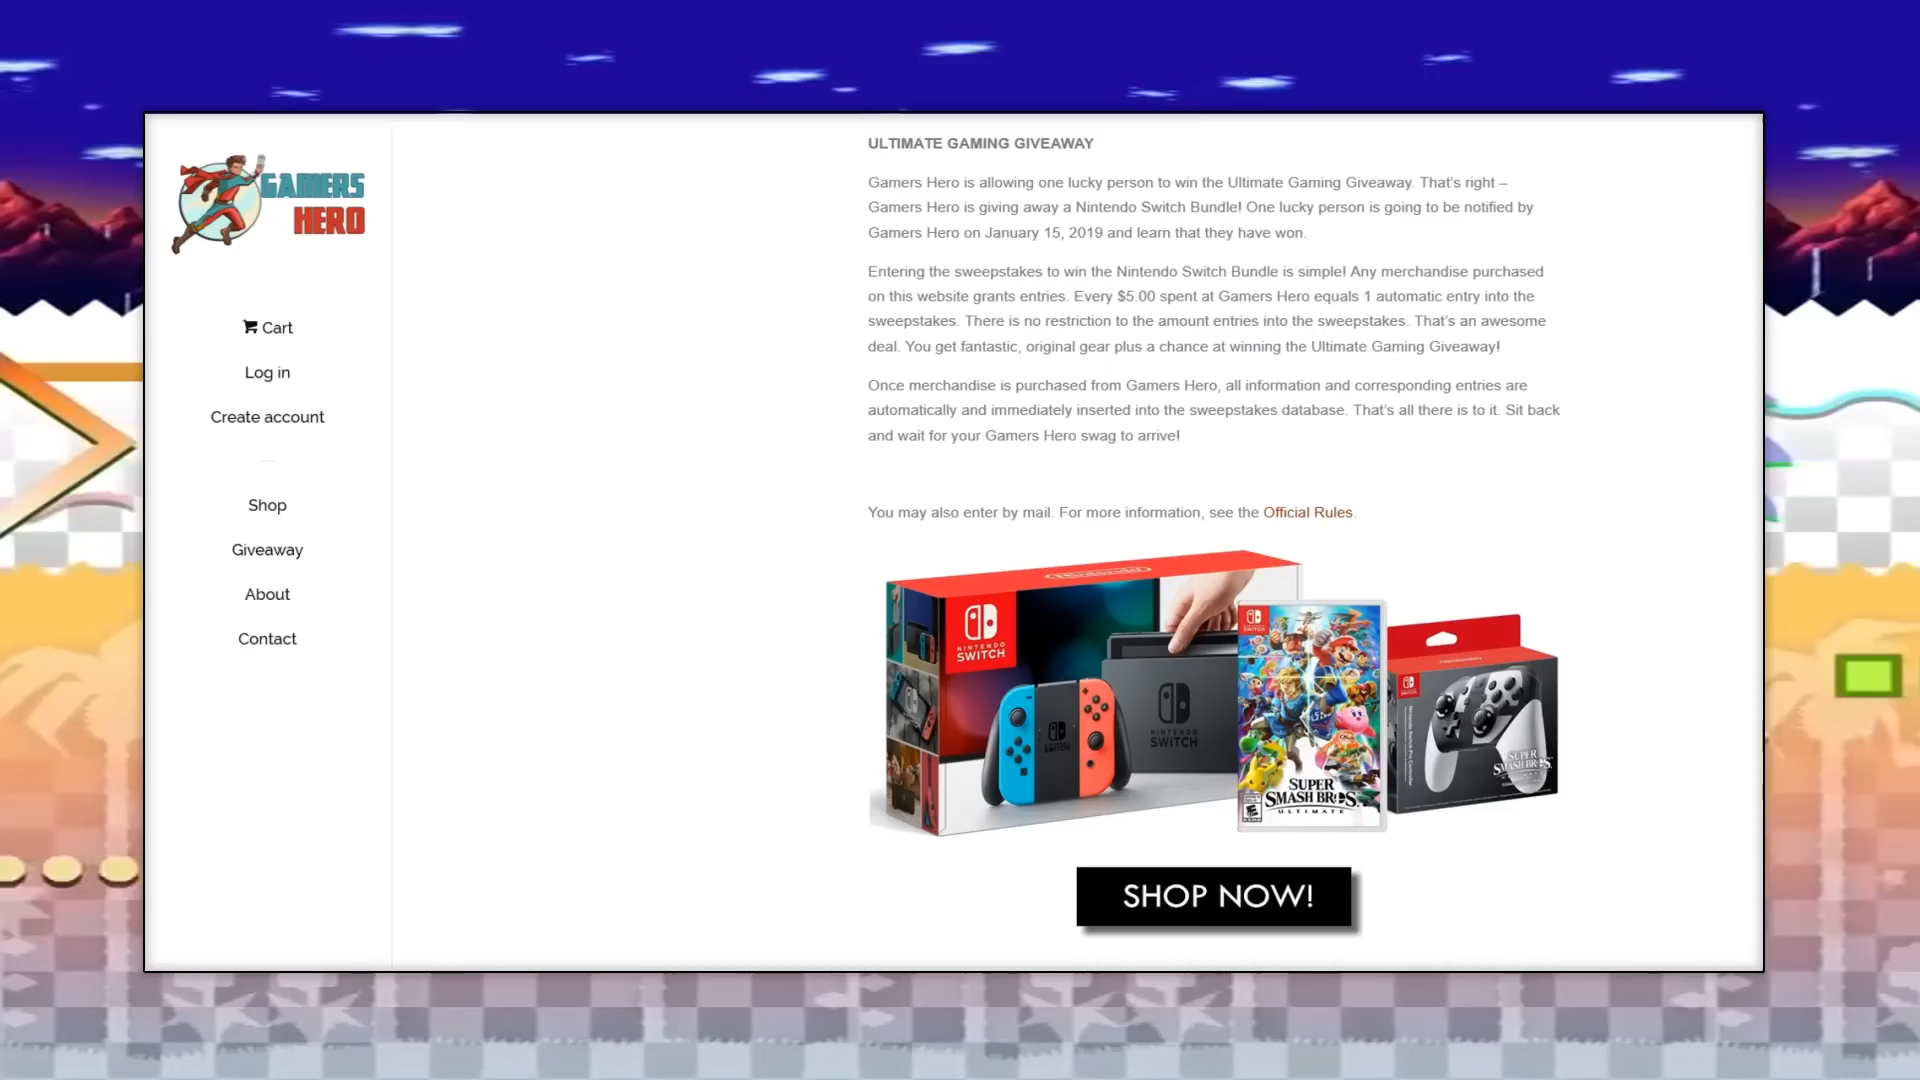 GAMERS
HERO
Cart
Log in
Create account
Shop
Giveaway
About
Contact
ULTIMATE GAMING GIVEAWAY
Gamers Hero is allowing one lucky person to win the Ultimate Gaming Giveaway. That's right –
Gamers Hero is giving away a Nintendo Switch Bundle! One lucky person is going to be notified by
Gamers Hero on January 15, 2019 and learn that they have won.
Entering the sweepstakes to win the Nintendo Switch Bundle is simple! Any merchandise purchased
on this website grants entries. Every $5.00 spent at Gamers Hero equals 1 automatic entry into the
sweepstakes. There is no restriction to the amount entries into the sweepstakes. That's an awesome
deal. You get fantastic, original gear plus a chance at winning the Ultimate Gaming Giveaway!
Once merchandise is purchased from Gamers Hero, all information and corresponding entries are
automatically and immediately inserted into the sweepstakes database. That's all there is to it. Sit back
and wait for your Gamers Hero swag to arrive!
You may also enter by mail. For more information, see the Official Rules.
Nintendo
NINTENDO
SWITCH
NINTENDO
SWITCH
SUPER
SMASH BROS.
ULTIMATE
Nintendo Switch Pro Controller
SUPER
SMASH BROS.
SHOP NOW!